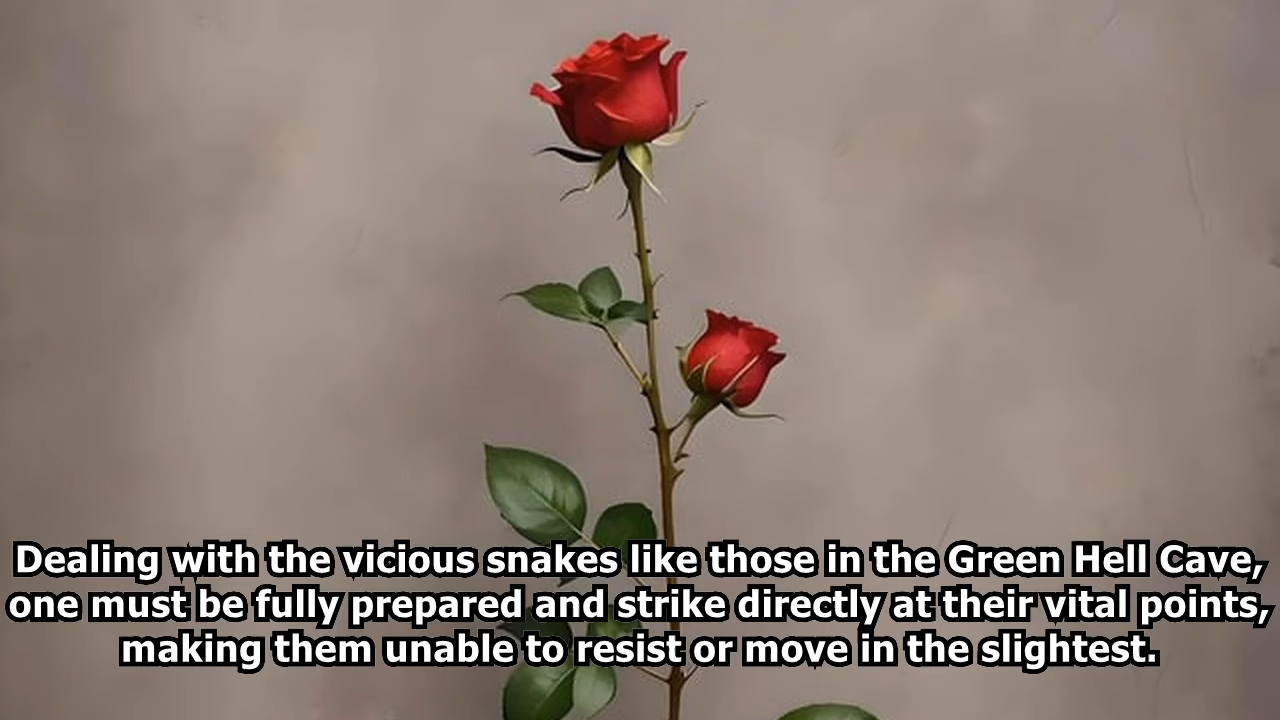 Dealing with the vicious snakes like those in the Green Hell Cave,
one must be fully prepared and strike directly at their vital points,
making them unable to resist or move in the slightest.